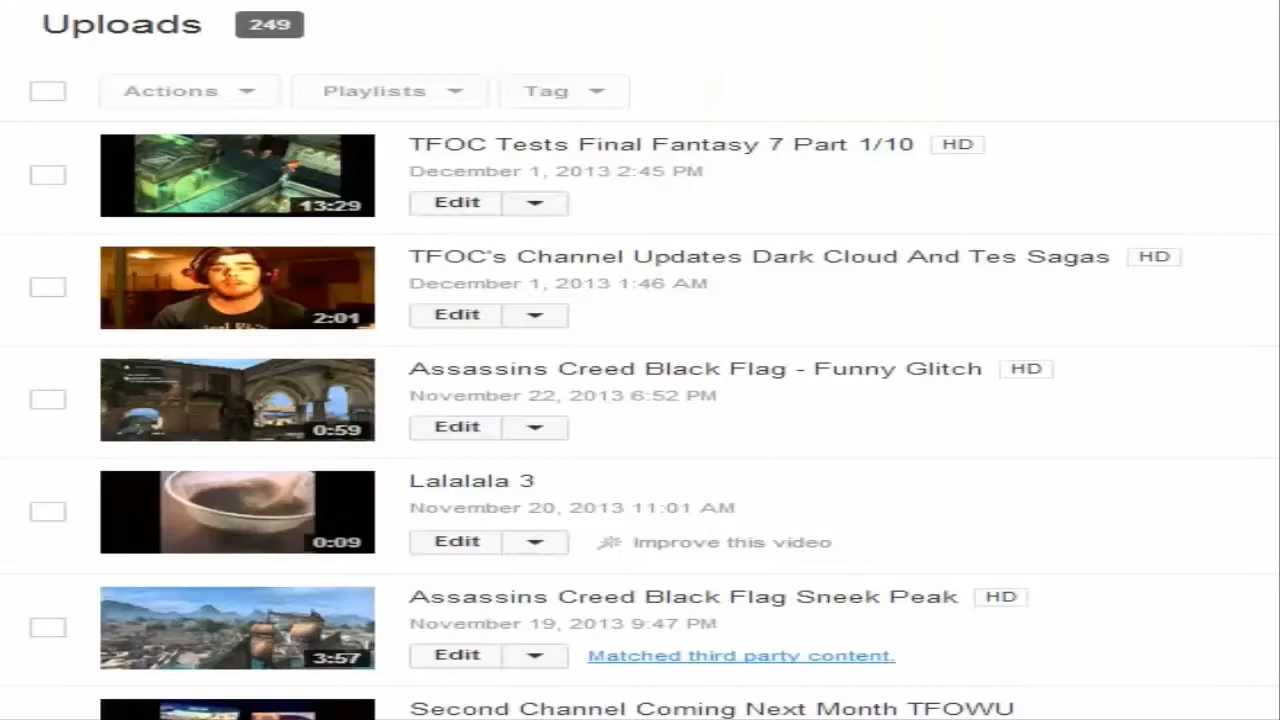 Uploads 249
Actions Playlists Tag
TFOC Tests Final Fantasy 7 Part 1/10 HD
December 1, 2013 2:45 PM
13:29
Edit
TFOC's Channel Updates Dark Cloud And Tes Sagas HD
December 1, 2013 1:46 AM
2:01
Edit
Assassins Creed Black Flag - Funny Glitch HD
November 22, 2013 6:52 PM
0:59
Edit
Lalalala 3
November 20, 2013 11:01 AM
0:09
Edit Improve this video
Assassins Creed Black Flag Sneek Peak HD
November 19, 2013 9:47 PM
3:57
Edit Matched third party content.
Second Channel Coming Next Month TFOWU